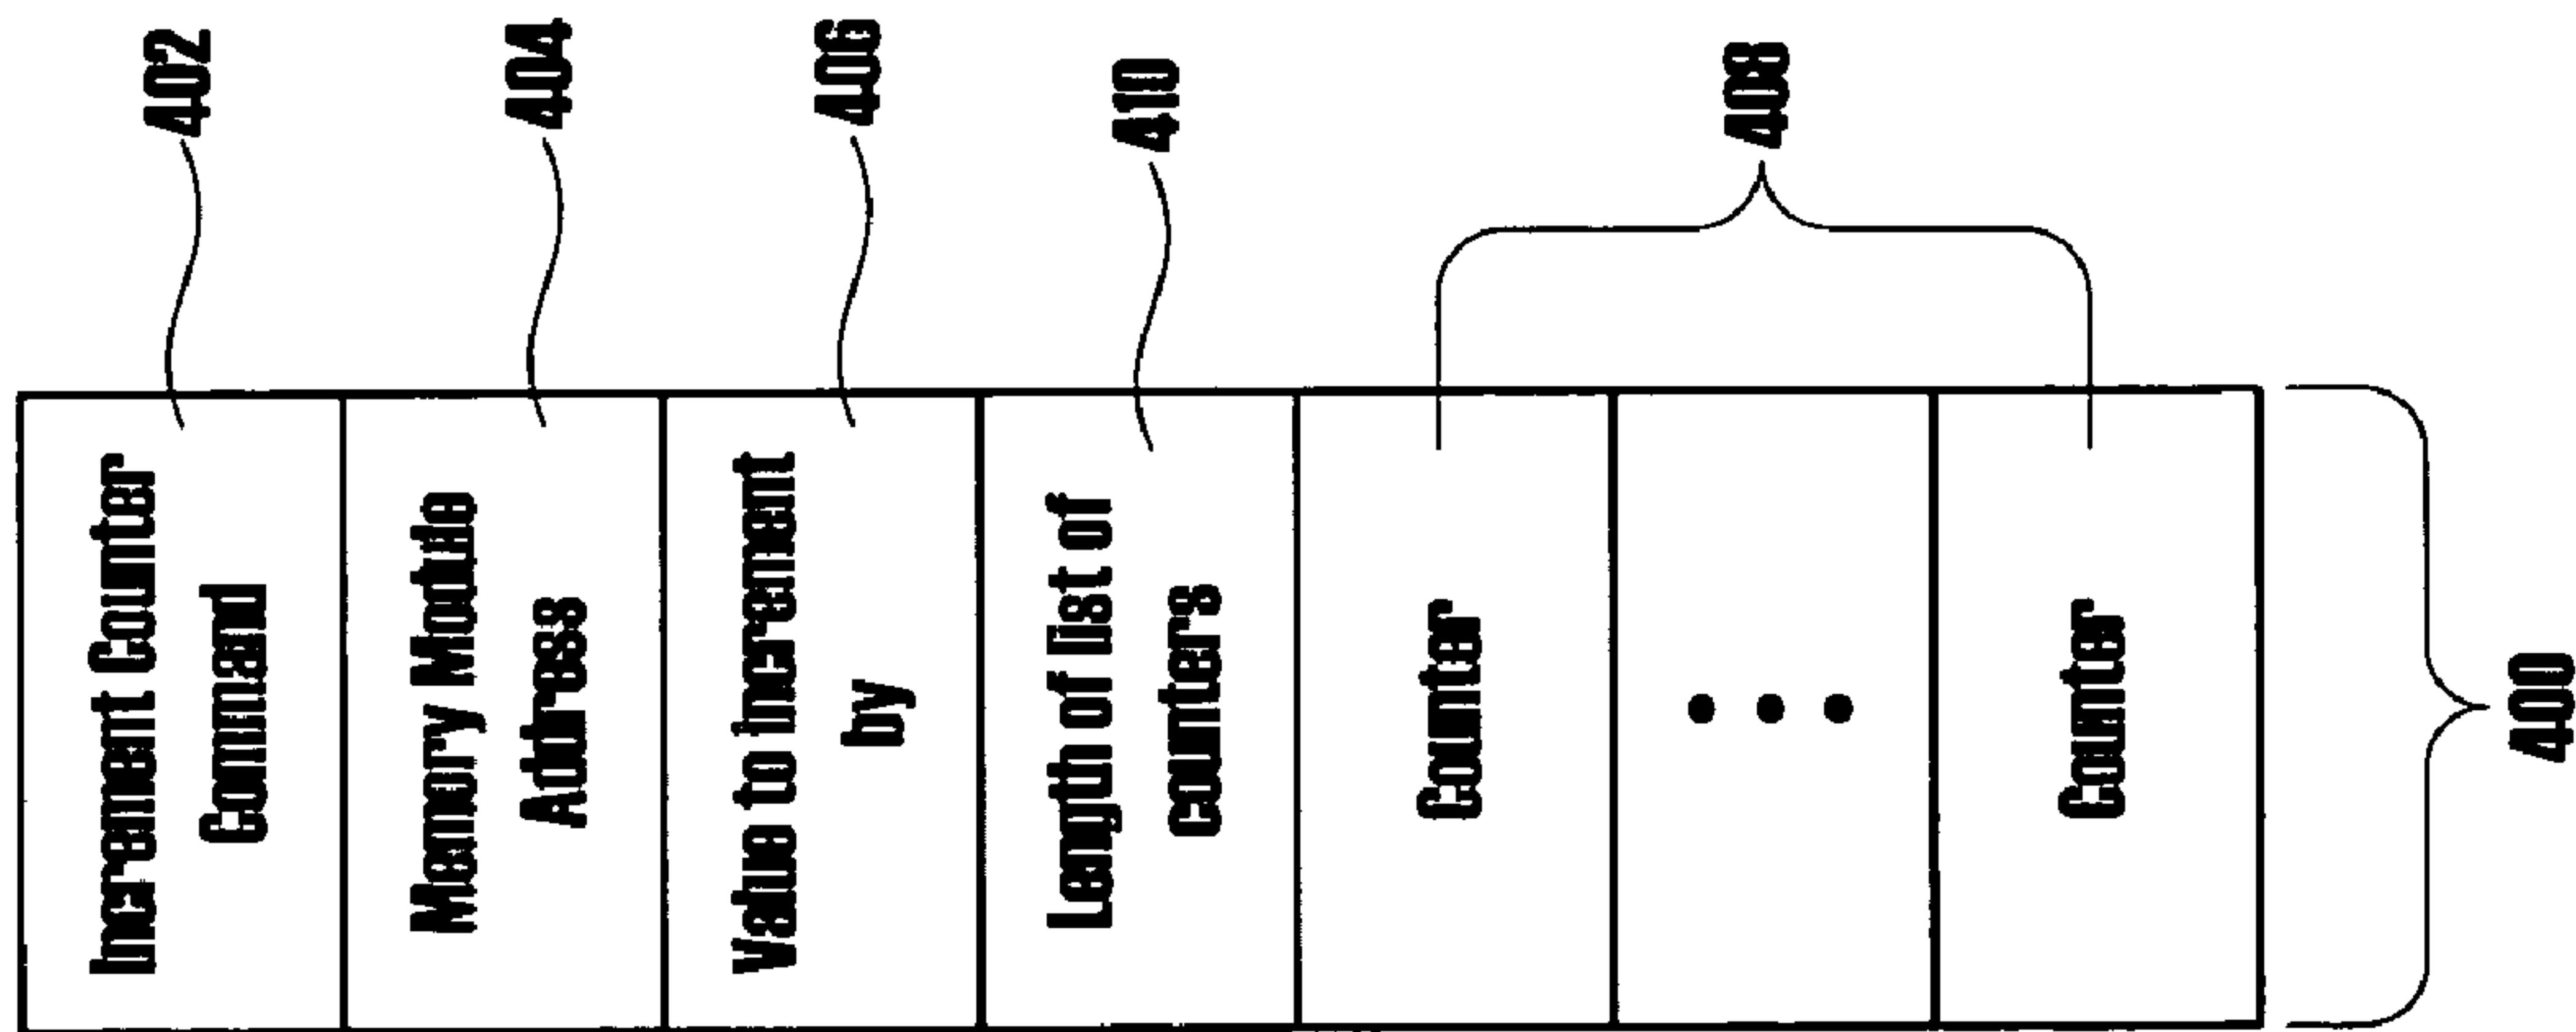 402
404
406
410
408
Increment Counter
Command
Memory Module
Address
Value to increment
by
Length of list of
counters
Counter
• • •
Counter
400